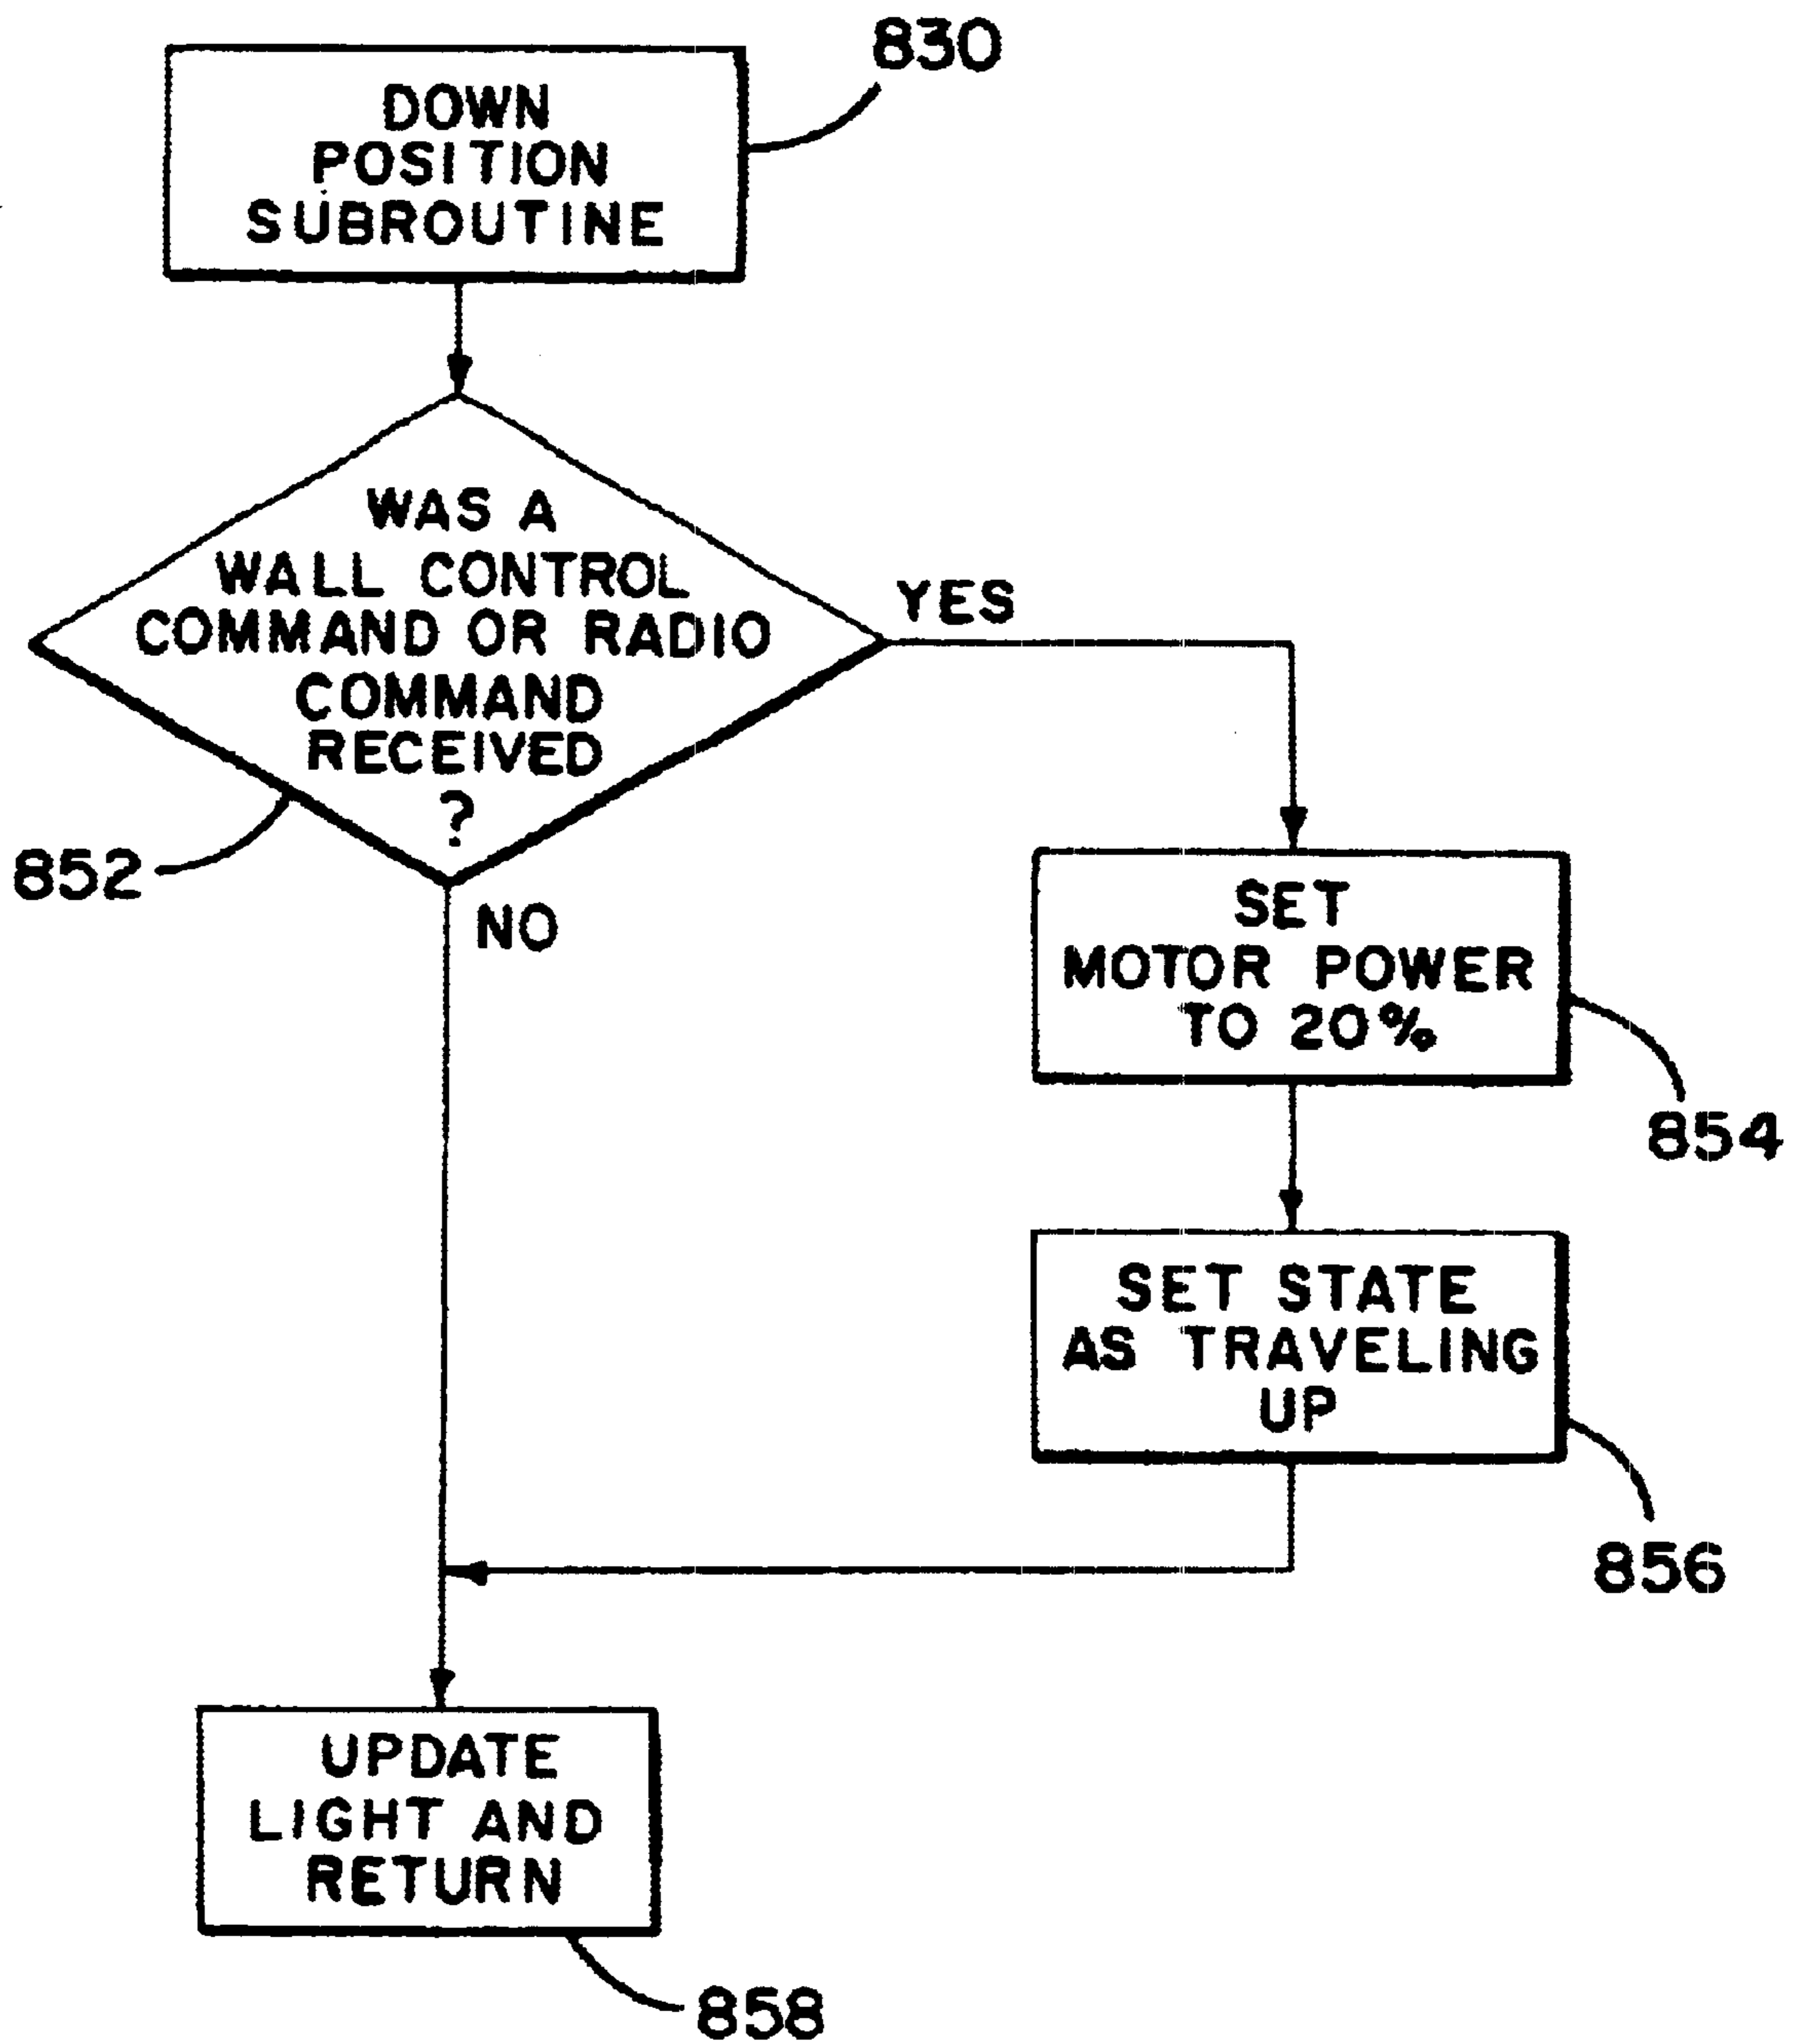 830
DOWN
POSITION
SUBROUTINE
WAS A
WALL CONTROL
COMMAND OR RADIO
COMMAND
RECEIVED
?
YES
852
NO
SET
MOTOR POWER
TO 20%
854
SET STATE
AS TRAVELING
UP
856
UPDATE
LIGHT AND
RETURN
858